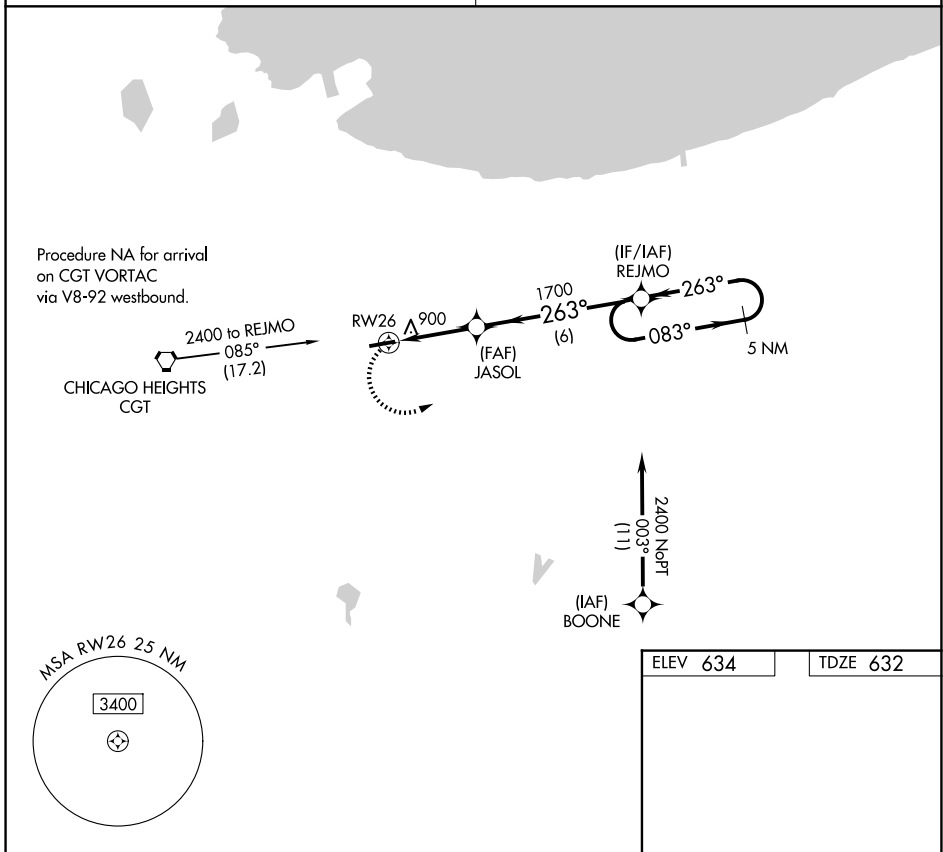 Procedure NA for arrival
on CGT VORTAC
via V8-92 westbound.
(IF/IAF)
REJMO
263°
083°
5 NM
1700
263°
(6)
RW26
900
(FAF)
JASOL
2400 to REJMO
085°
(17.2)
CHICAGO HEIGHTS
CGT
2400 NoPT
003°
(11)
(IAF)
BOONE
MSA RW26 25 NM
3400
ELEV 634
TDZE 632